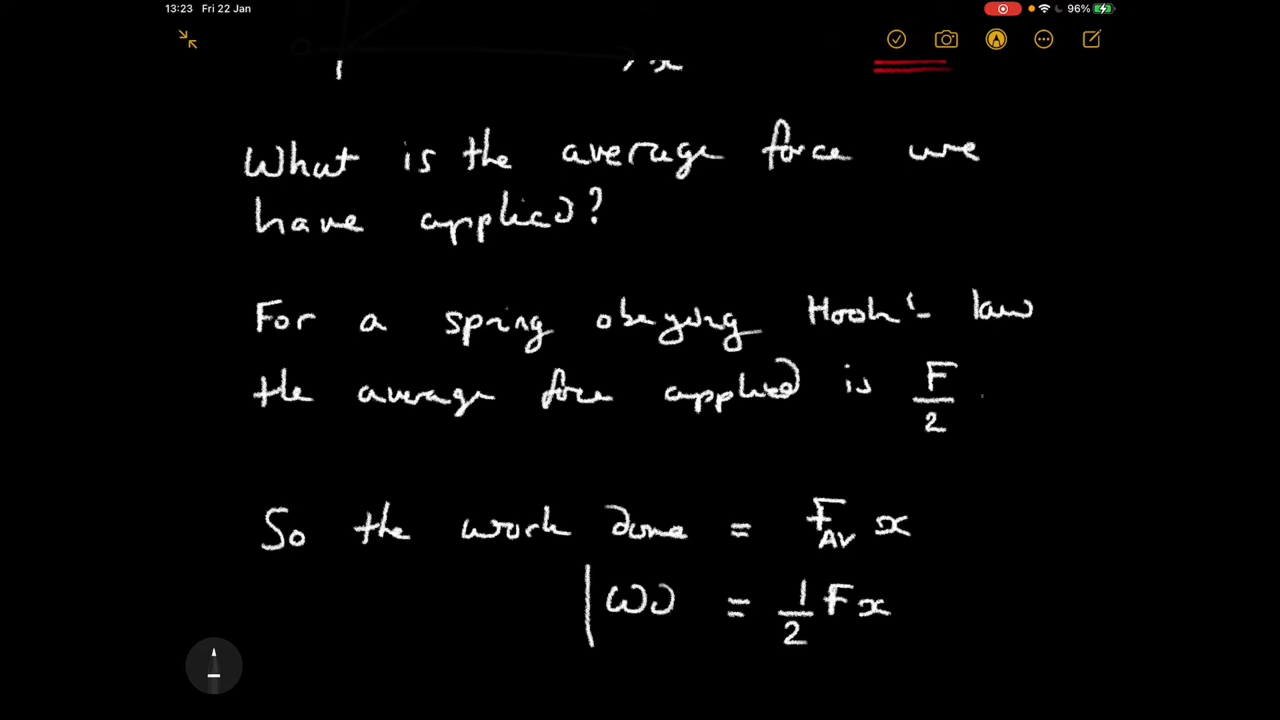 13:23 Fri 22 Jan 96%
x
What is the average force we
have applied?
For a spring obeying Hook's law
the average force applied is F/2
So the work done = F_AV x
WD = 1/2 Fx